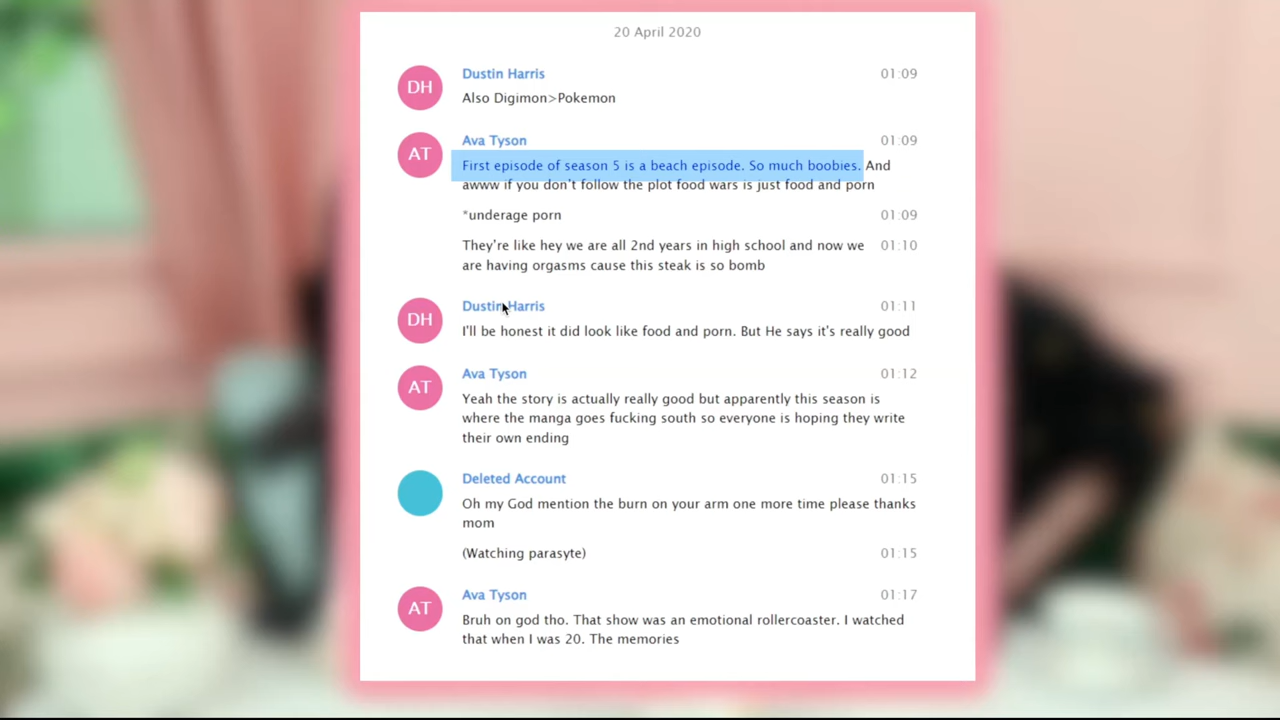 20 April 2020
DH
Dustin Harris 01:09
Also Digimon>Pokemon
AT
Ava Tyson 01:09
First episode of season 5 is a beach episode. So much boobies. And
awww if you don't follow the plot food wars is just food and porn
*underage porn 01:09
They're like hey we are all 2nd years in high school and now we 01:10
are having orgasms cause this steak is so bomb
DH
Dustin Harris 01:11
I'll be honest it did look like food and porn. But He says it's really good
AT
Ava Tyson 01:12
Yeah the story is actually really good but apparently this season is
where the manga goes fucking south so everyone is hoping they write
their own ending
Deleted Account 01:15
Oh my God mention the burn on your arm one more time please thanks
mom
(Watching parasyte) 01:15
AT
Ava Tyson 01:17
Bruh on god tho. That show was an emotional rollercoaster. I watched
that when I was 20. The memories